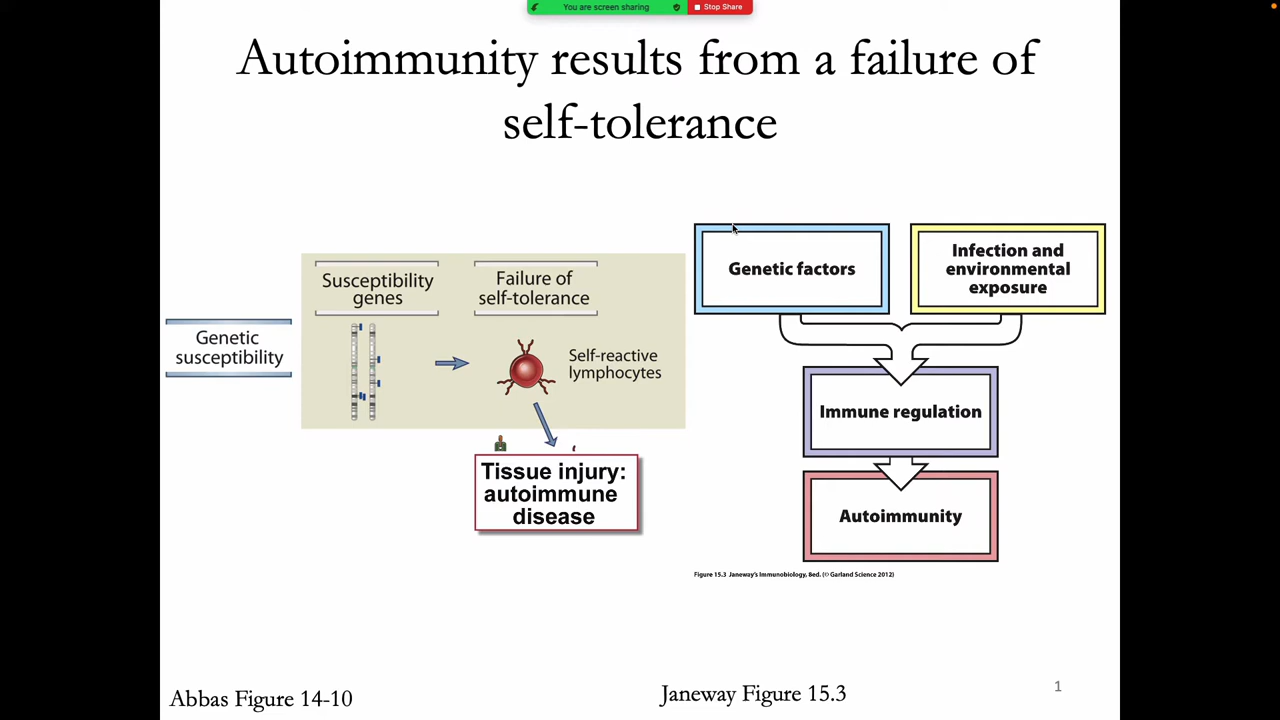 You are screen sharing
Stop Share
Autoimmunity results from a failure of
self-tolerance
Genetic
susceptibility
Susceptibility
genes
Failure of
self-tolerance
Self-reactive
lymphocytes
Tissue injury:
autoimmune
disease
Genetic factors
Infection and
environmental
exposure
Immune regulation
Autoimmunity
Figure 15.3 Janeway's Immunobiology, 8ed. (© Garland Science 2012)
Abbas Figure 14-10
Janeway Figure 15.3
1